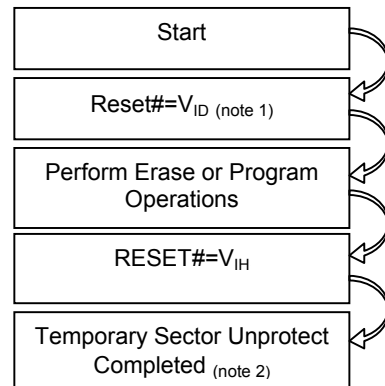 Start
Reset#=VID (note 1)
Perform Erase or Program
Operations
RESET#=VIH
Temporary Sector Unprotect
Completed (note 2)